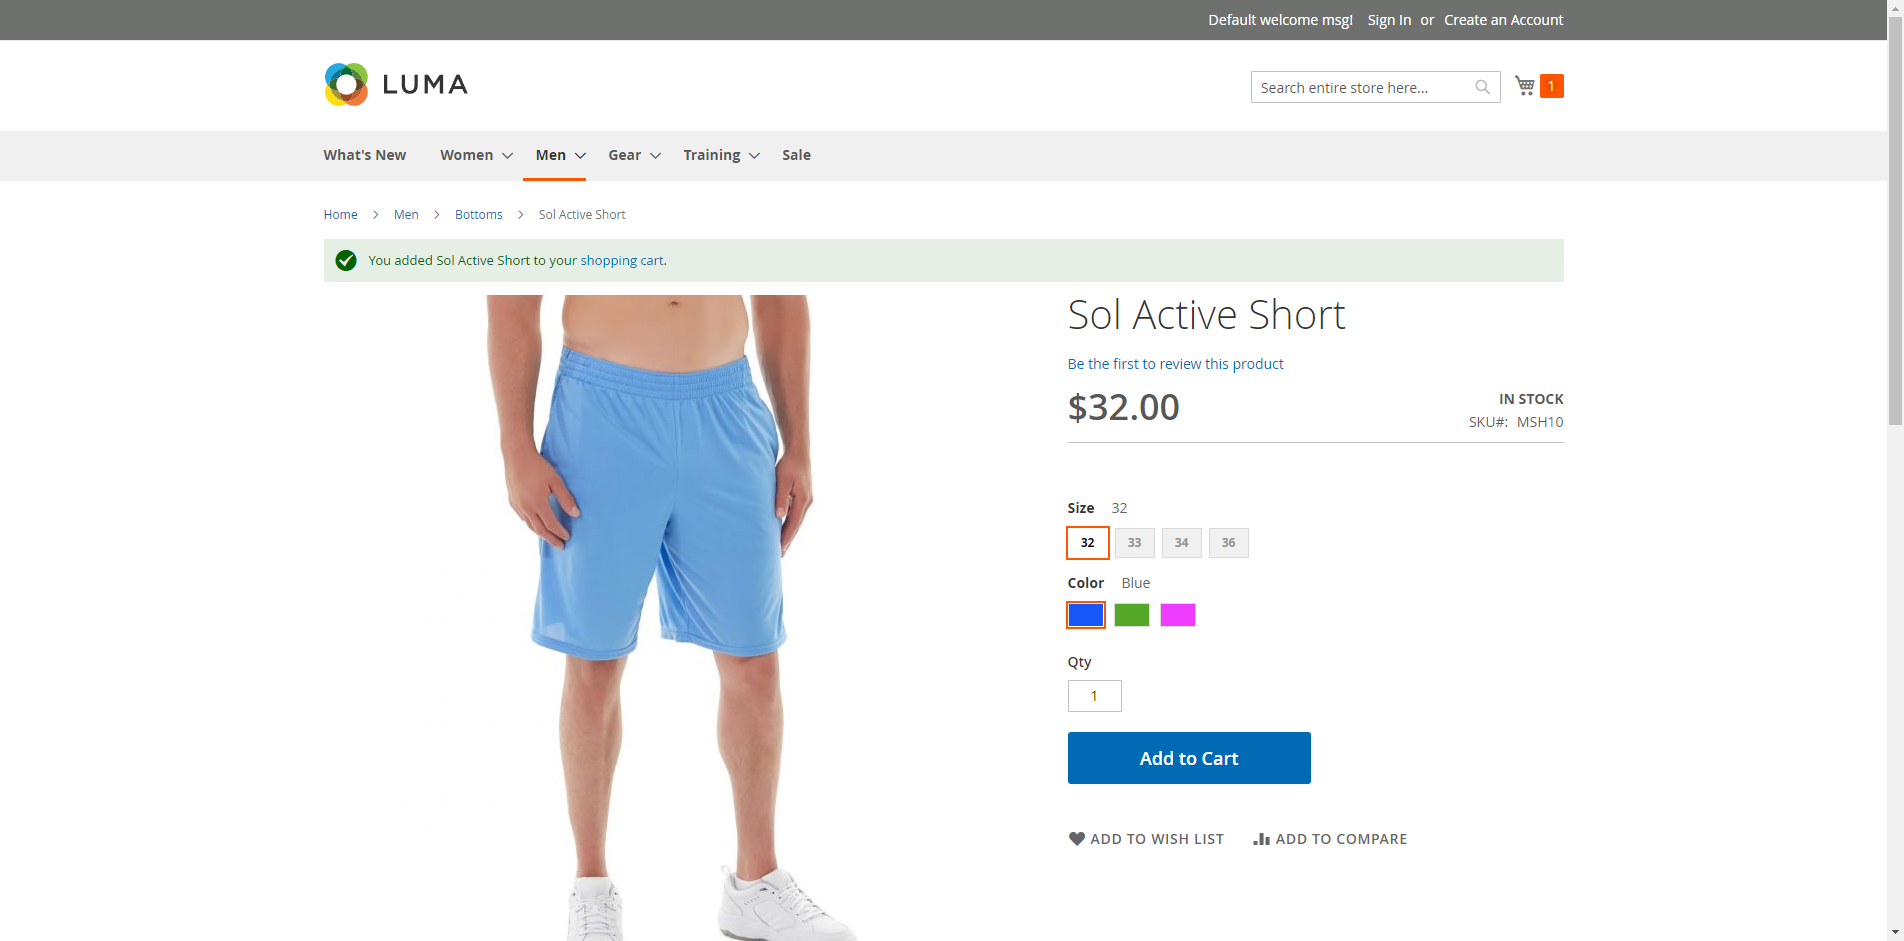 Default welcome msg! Sign In or Create an Account
LUMA
Search entire store here...
1
What's New Women Men Gear Training Sale
Home Men Bottoms Sol Active Short
You added Sol Active Short to your shopping cart.
Sol Active Short
Be the first to review this product
$32.00
IN STOCK
SKU#: MSH10
Size 32
32 33 34 36
Color Blue
Qty
1
Add to Cart
ADD TO WISH LIST ADD TO COMPARE